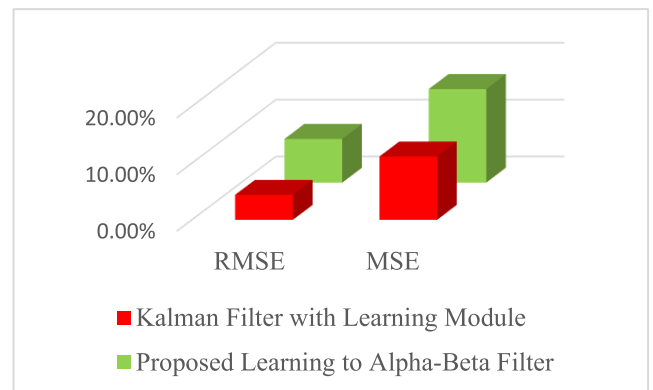 20.00%
10.00%
0.00%
RMSE MSE
Kalman Filter with Learning Module
Proposed Learning to Alpha-Beta Filter